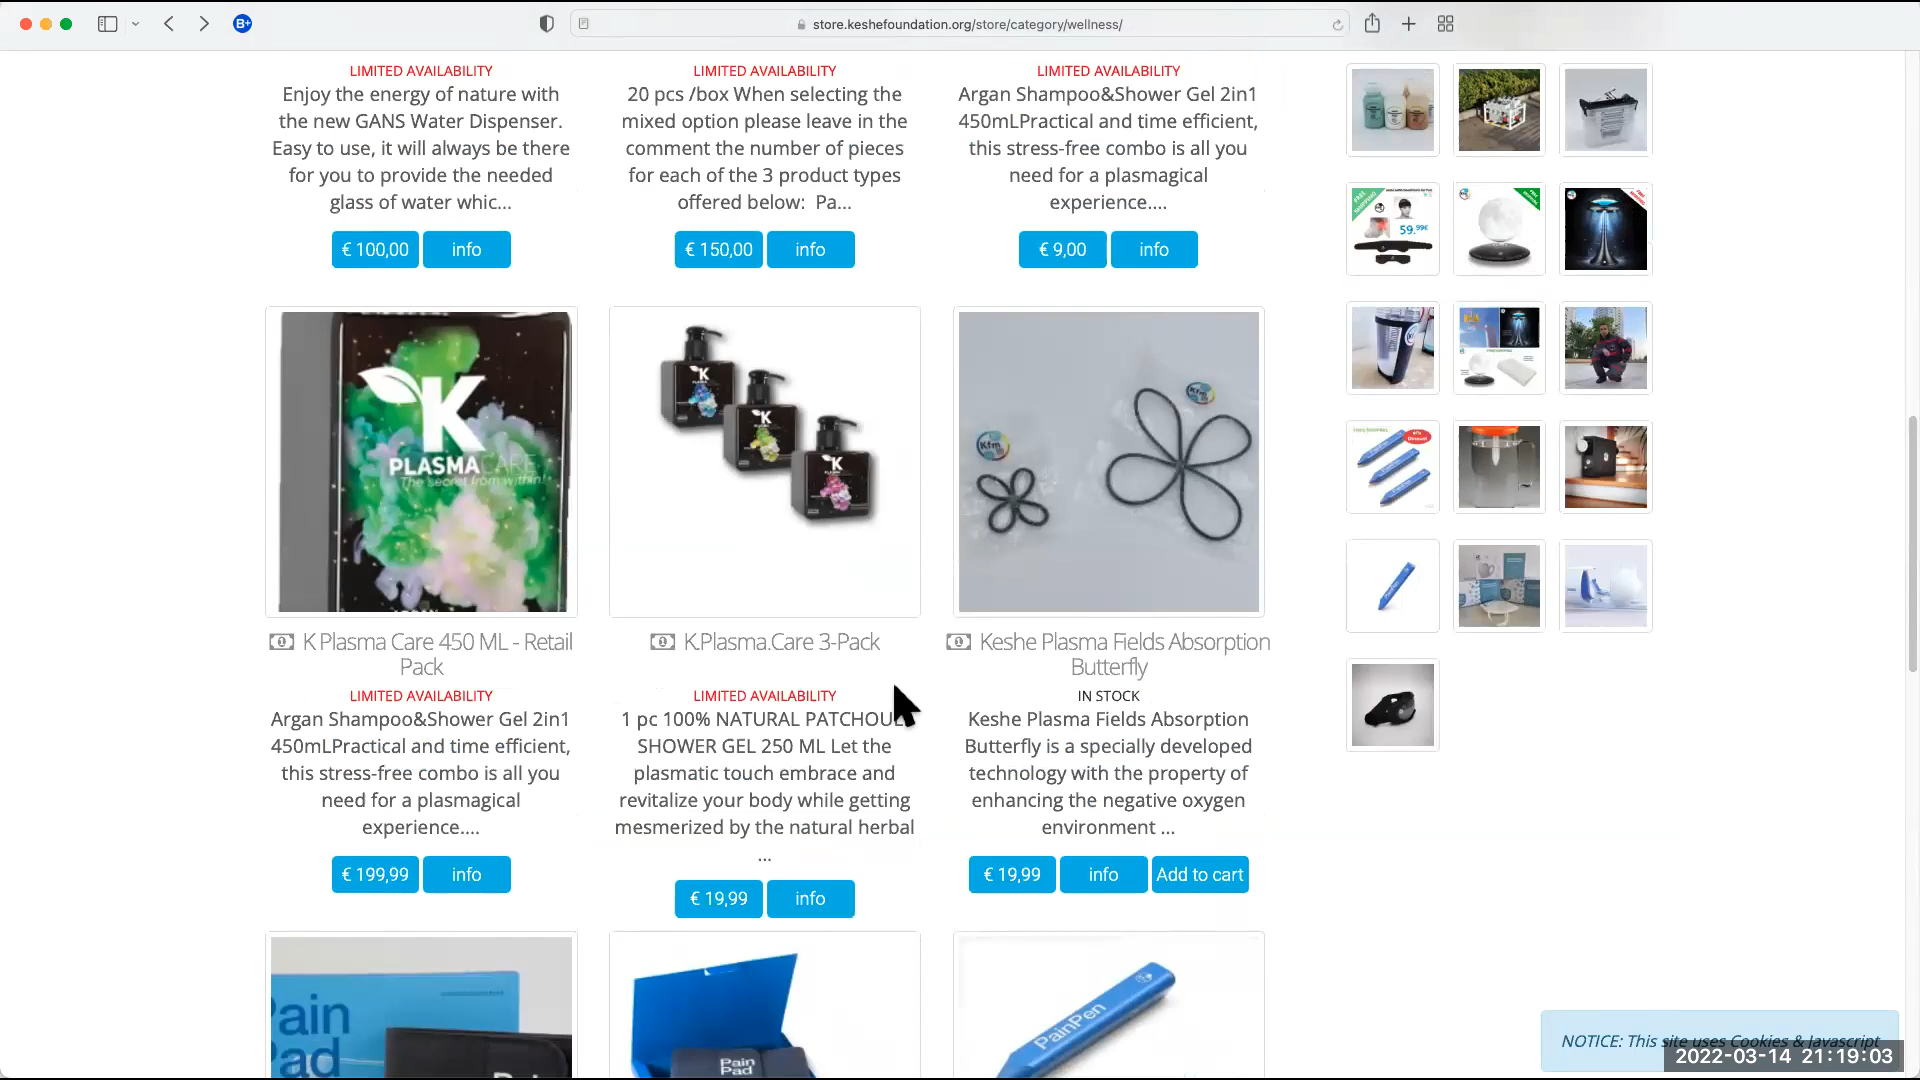 store.keshefoundation.org/store/category/wellness/
LIMITED AVAILABILITY
Enjoy the energy of nature with
the new GANS Water Dispenser.
Easy to use, it will always be there
for you to provide the needed
glass of water whic...
€ 100,00 info
LIMITED AVAILABILITY
20 pcs /box When selecting the
mixed option please leave in the
comment the number of pieces
for each of the 3 product types
offered below: Pa...
€ 150,00 info
LIMITED AVAILABILITY
Argan Shampoo&Shower Gel 2in1
450mLPractical and time efficient,
this stress-free combo is all you
need for a plasmagical
experience....
€ 9,00 info
K
PLASMACARE
The secret from within!
K
K
K
Kfm
Kfm
K Plasma Care 450 ML - Retail
Pack
LIMITED AVAILABILITY
Argan Shampoo&Shower Gel 2in1
450mLPractical and time efficient,
this stress-free combo is all you
need for a plasmagical
experience....
€ 199,99 info
K.Plasma.Care 3-Pack
LIMITED AVAILABILITY
1 pc 100% NATURAL PATCHOUL
SHOWER GEL 250 ML Let the
plasmatic touch embrace and
revitalize your body while getting
mesmerized by the natural herbal
...
€ 19,99 info
Keshe Plasma Fields Absorption
Butterfly
IN STOCK
Keshe Plasma Fields Absorption
Butterfly is a specially developed
technology with the property of
enhancing the negative oxygen
environment ...
€ 19,99 info Add to cart
Pain
Pad
Pain
Pad
PainPen
59.99€
B+
NOTICE: This site uses Cookies & Javascript
2022-03-14 21:19:03